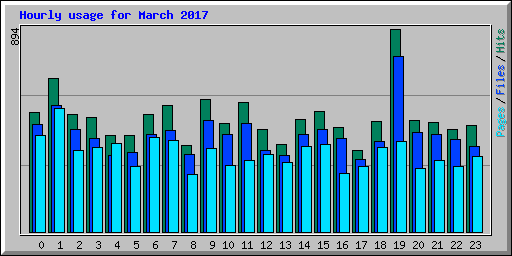 Hourly usage for March 2017
894
Pages / Files / Hits
0 1 2 3 4 5 6 7 8 9 10 11 12 13 14 15 16 17 18 19 20 21 22 23